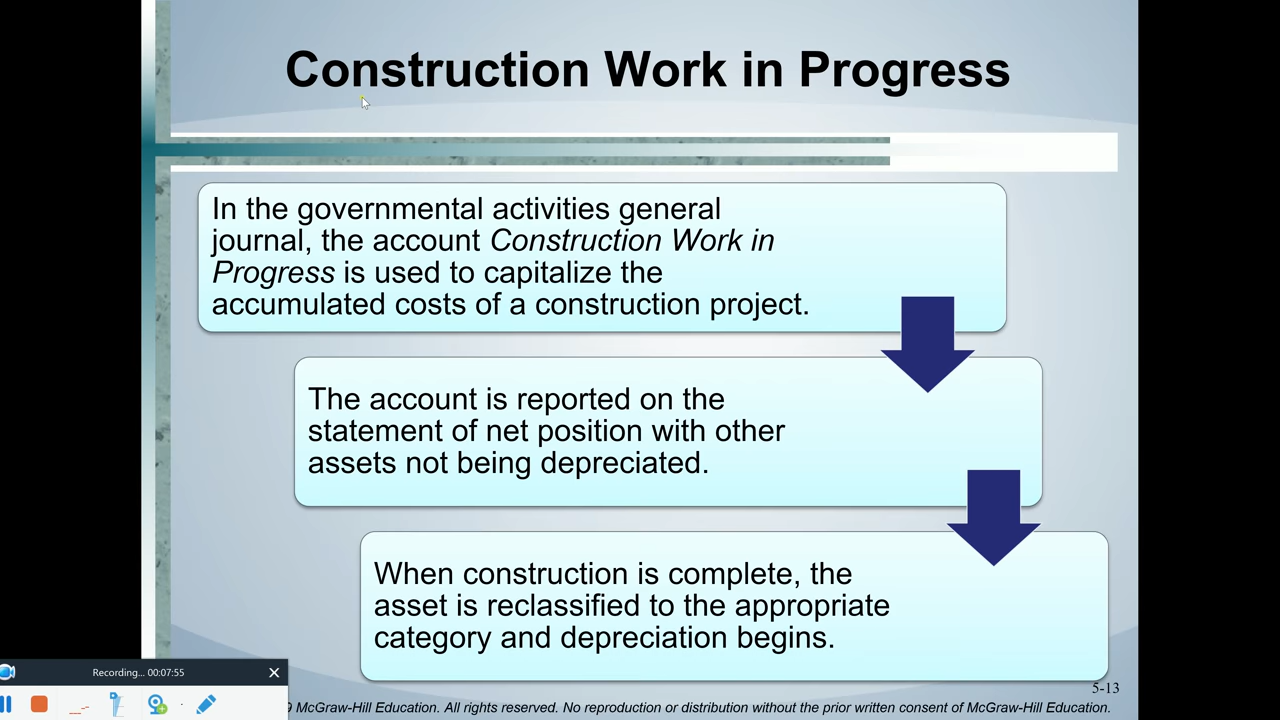 Construction Work in Progress
In the governmental activities general
journal, the account Construction Work in
Progress is used to capitalize the
accumulated costs of a construction project.
The account is reported on the
statement of net position with other
assets not being depreciated.
When construction is complete, the
asset is reclassified to the appropriate
category and depreciation begins.
5-13
Recording... 00:07:55
McGraw-Hill Education. All rights reserved. No reproduction or distribution without the prior written consent of McGraw-Hill Education.